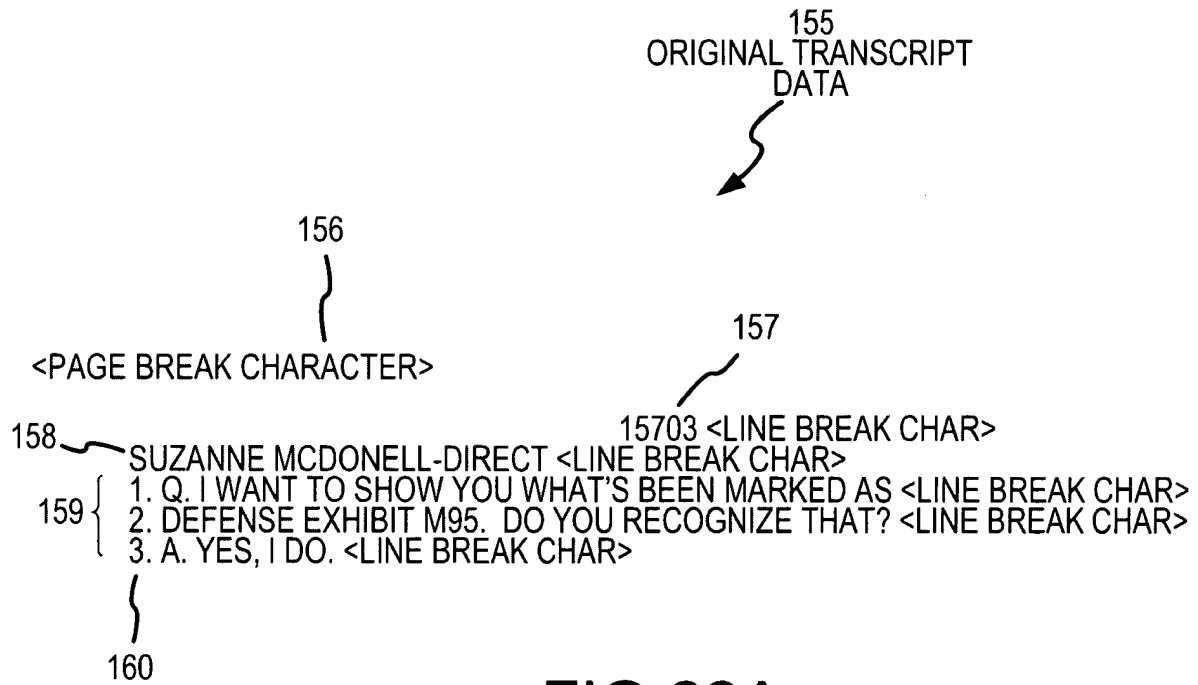 155
ORIGINAL TRANSCRIPT
DATA
156
157
<PAGE BREAK CHARACTER>
15703 <LINE BREAK CHAR>
158
SUZANNE MCDONELL-DIRECT <LINE BREAK CHAR>
1. Q. I WANT TO SHOW YOU WHAT'S BEEN MARKED AS <LINE BREAK CHAR>
159
2. DEFENSE EXHIBIT M95. DO YOU RECOGNIZE THAT? <LINE BREAK CHAR>
3. A. YES, I DO. <LINE BREAK CHAR>
160